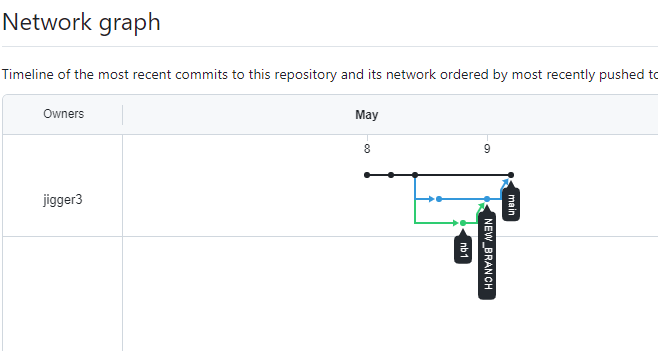 Network graph
Timeline of the most recent commits to this repository and its network ordered by most recently pushed to
Owners
May
8
9
jigger3
main
NEW_BRANCH
nb1